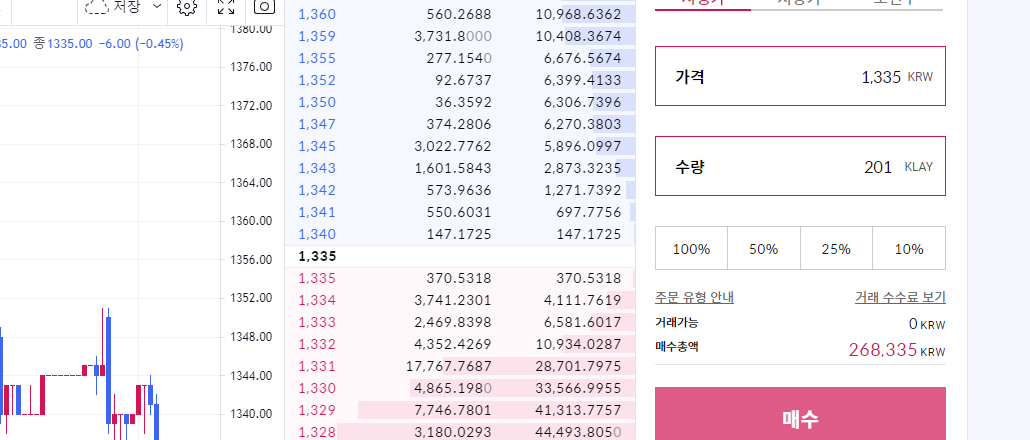 저장
35.00 종1335.00 −6.00 (−0.45%)
1380.00
1376.00
1372.00
1368.00
1364.00
1360.00
1356.00
1352.00
1348.00
1344.00
1340.00
1,360 560.2688 10,968.6362
1,359 3,731.8000 10,408.3674
1,355 277.1540 6,676.5674
1,352 92.6737 6,399.4133
1,350 36.3592 6,306.7396
1,347 374.2806 6,270.3803
1,345 3,022.7762 5,896.0997
1,343 1,601.5843 2,873.3235
1,342 573.9636 1,271.7392
1,341 550.6031 697.7756
1,340 147.1725 147.1725
1,335
1,335 370.5318 370.5318
1,334 3,741.2301 4,111.7619
1,333 2,469.8398 6,581.6017
1,332 4,352.4269 10,934.0287
1,331 17,767.7687 28,701.7975
1,330 4,865.1980 33,566.9955
1,329 7,746.7801 41,313.7757
1,328 3,180.0293 44,493.8050
가격 1,335 KRW
수량 201 KLAY
100% 50% 25% 10%
주문 유형 안내 거래 수수료 보기
거래가능 0 KRW
매수총액 268,335 KRW
매수